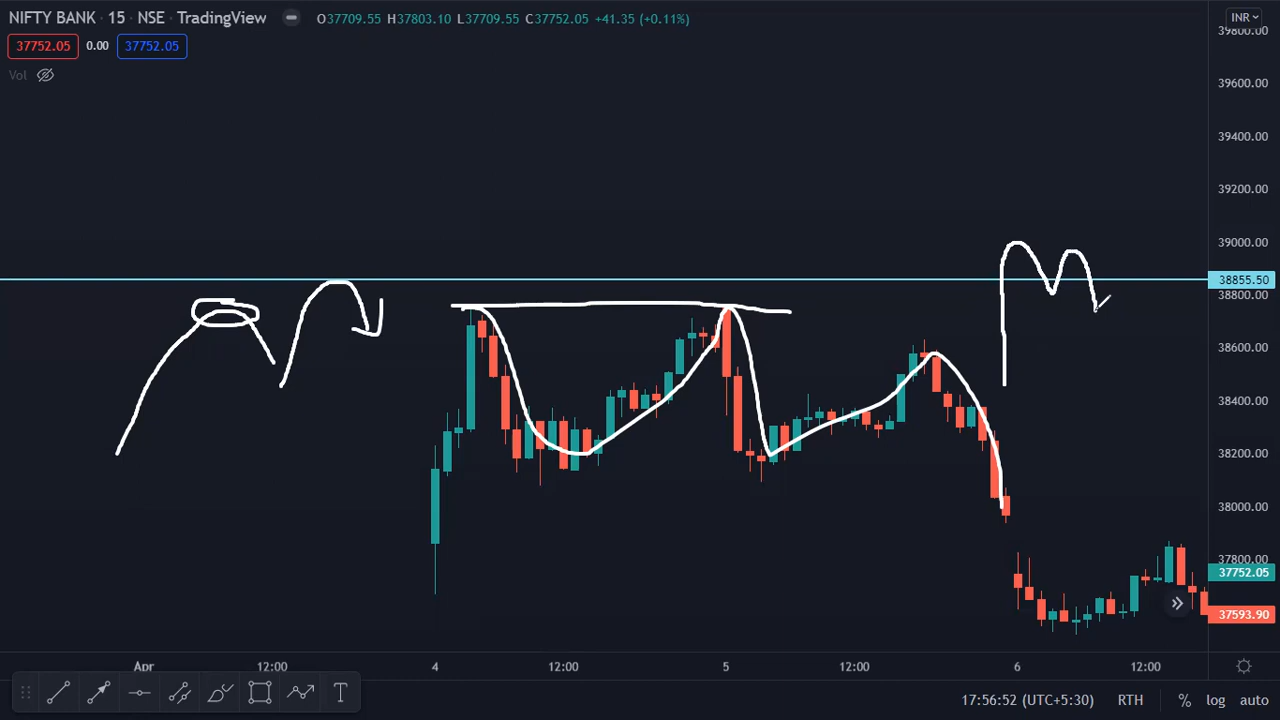 NIFTY BANK · 15 · NSE · TradingView O37709.55 H37803.10 L37709.55 C37752.05 +41.35 (+0.11%) INR
37752.05 0.00 37752.05
Vol
39800.00
39600.00
39400.00
39200.00
39000.00
38855.50
38800.00
38600.00
38400.00
38200.00
38000.00
37800.00
37752.05
37593.90
Apr 12:00 4 12:00 5 12:00 6 12:00
T 17:56:52 (UTC+5:30) RTH % log auto